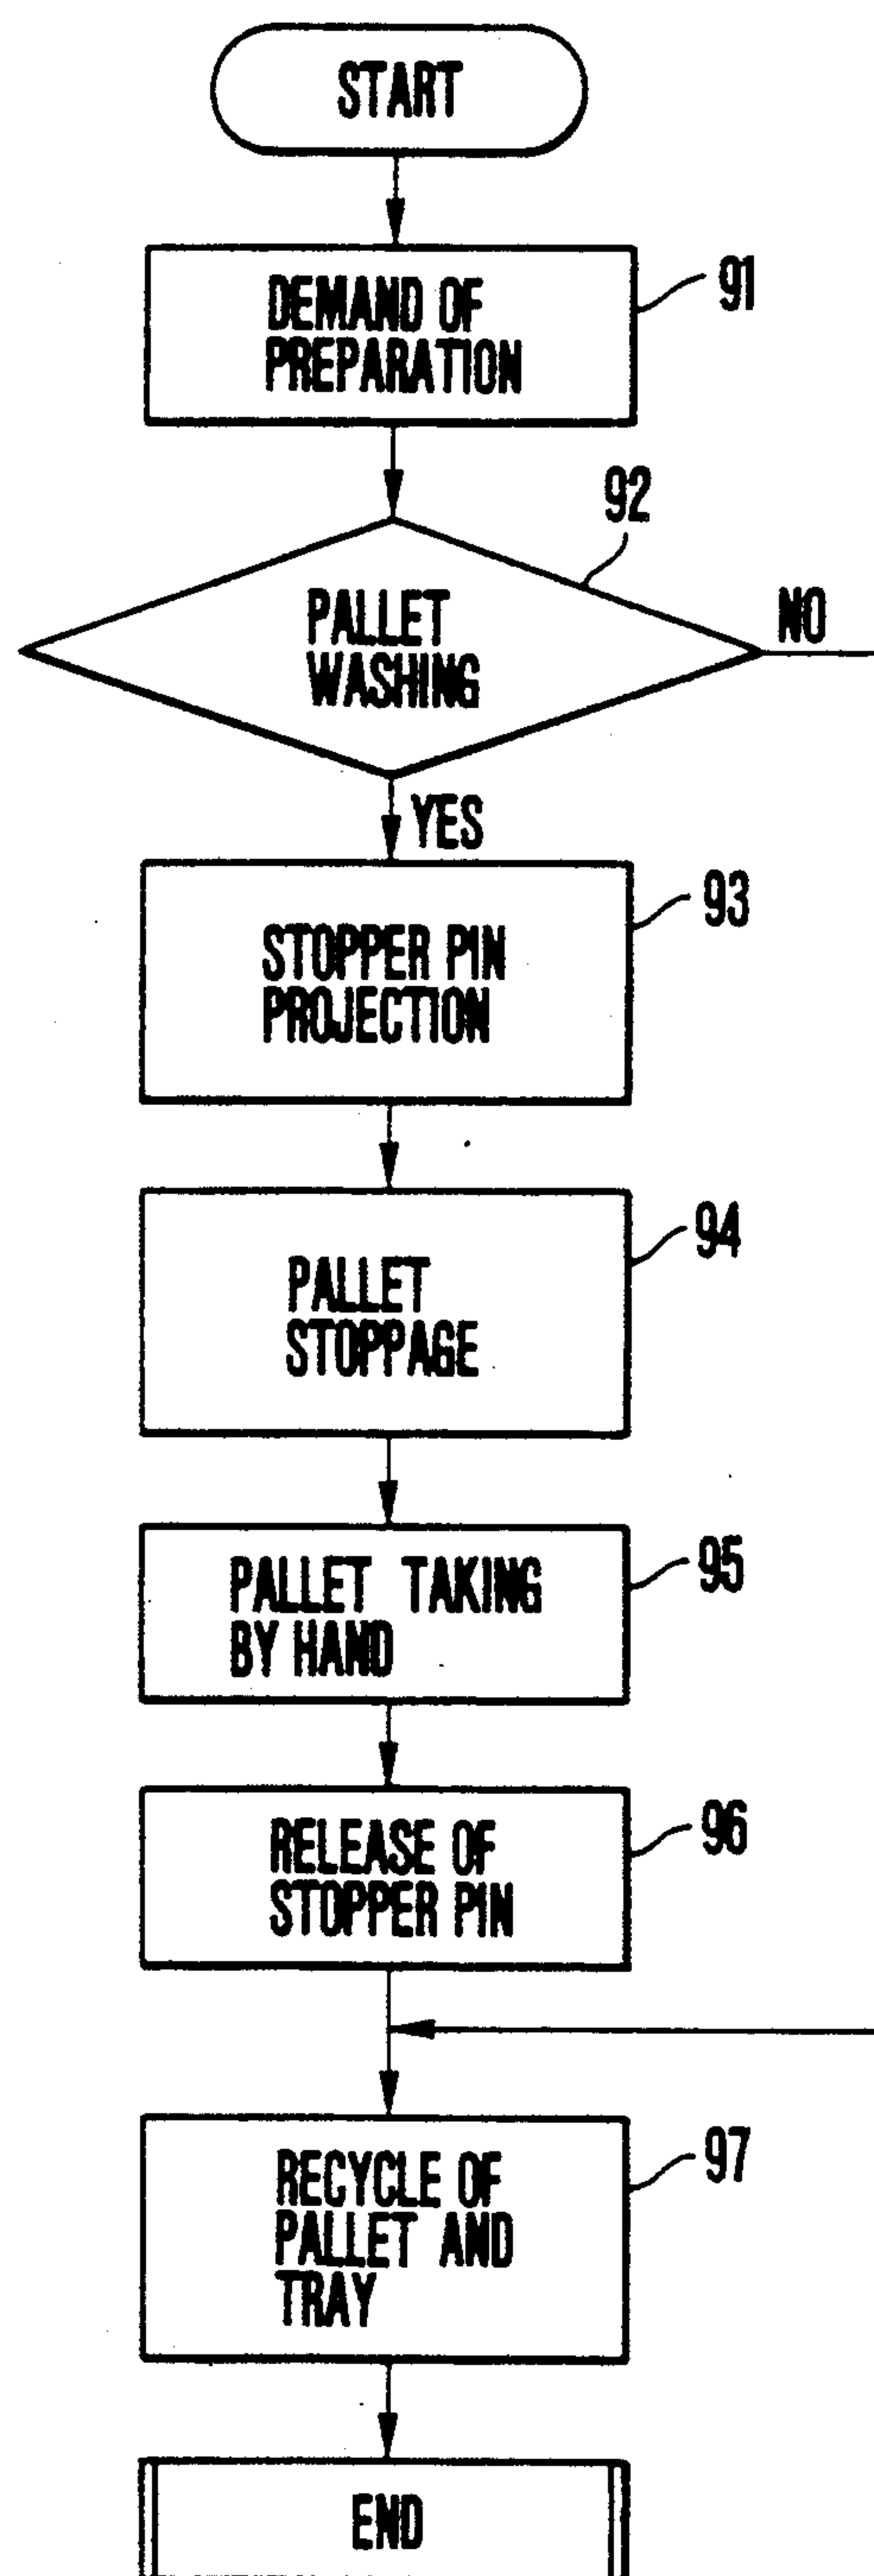 START
DEMAND OF
PREPARATION
91
92
PALLET
WASHING
NO
YES
STOPPER PIN
PROJECTION
93
PALLET
STOPPAGE
94
PALLET TAKING
BY HAND
95
RELEASE OF
STOPPER PIN
96
RECYCLE OF
PALLET AND
TRAY
97
END